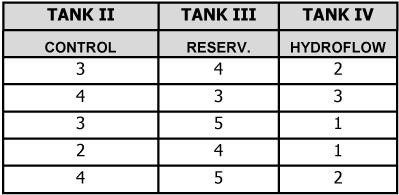 TANK II TANK III TANK IV
CONTROL RESERV. HYDROFLOW
3 4 2
4 3 3
3 5 1
2 4 1
4 5 2